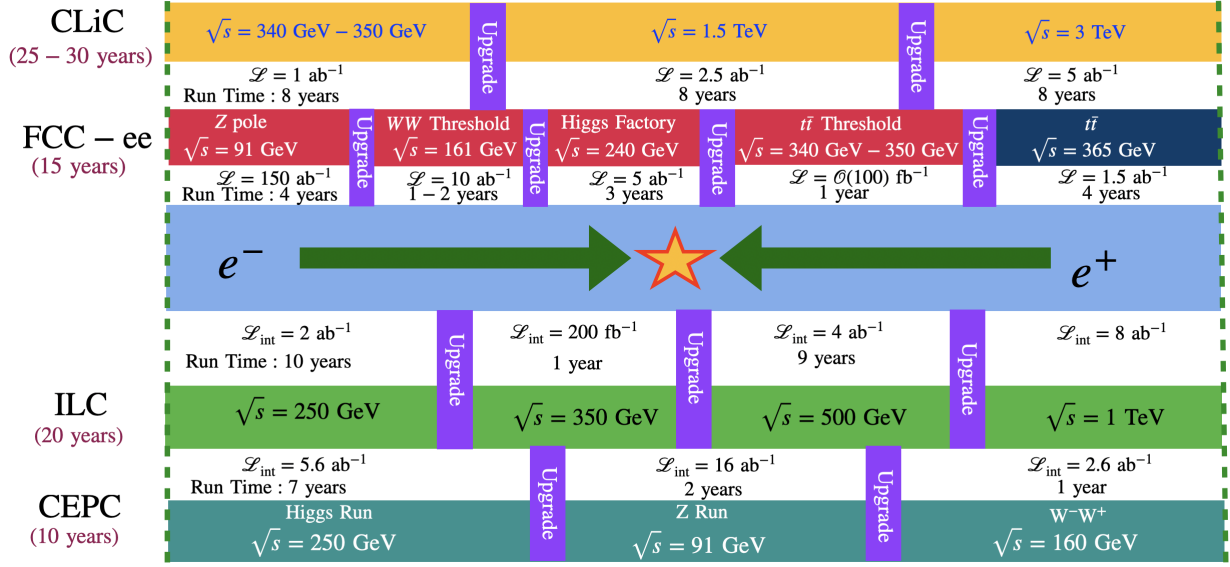 CLiC
(25 – 30 years)
√s = 340 GeV – 350 GeV
Upgrade
√s = 1.5 TeV
Upgrade
√s = 3 TeV
ℒ = 1 ab⁻¹
Run Time : 8 years
ℒ = 2.5 ab⁻¹
8 years
ℒ = 5 ab⁻¹
8 years
FCC – ee
(15 years)
Z pole
√s = 91 GeV
Upgrade
WW Threshold
√s = 161 GeV
Upgrade
Higgs Factory
√s = 240 GeV
Upgrade
tt̄ Threshold
√s = 340 GeV – 350 GeV
Upgrade
tt̄
√s = 365 GeV
ℒ = 150 ab⁻¹
Run Time : 4 years
ℒ = 10 ab⁻¹
1 – 2 years
ℒ = 5 ab⁻¹
3 years
ℒ = 𝒪(100) fb⁻¹
1 year
ℒ = 1.5 ab⁻¹
4 years
e⁻
e⁺
ℒint = 2 ab⁻¹
Run Time : 10 years
Upgrade
ℒint = 200 fb⁻¹
1 year
Upgrade
ℒint = 4 ab⁻¹
9 years
Upgrade
ℒint = 8 ab⁻¹
ILC
(20 years)
√s = 250 GeV
√s = 350 GeV
√s = 500 GeV
√s = 1 TeV
ℒint = 5.6 ab⁻¹
Run Time : 7 years
Upgrade
ℒint = 16 ab⁻¹
2 years
Upgrade
ℒint = 2.6 ab⁻¹
1 year
CEPC
(10 years)
Higgs Run
√s = 250 GeV
Z Run
√s = 91 GeV
W⁻W⁺
√s = 160 GeV